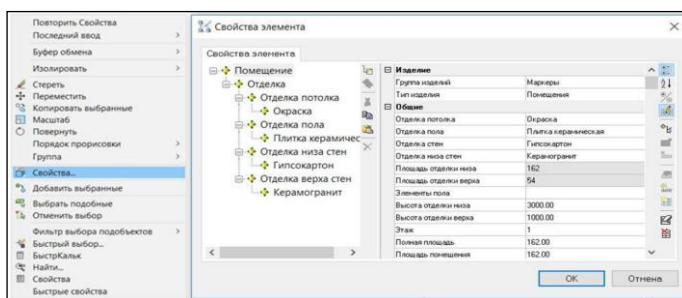 Повторить Свойства
Последний ввод
Буфер обмена
Изолировать
Стереть
Переместить
Копировать выбранные
Масштаб
Повернуть
Порядок прорисовки
Группа
Свойства...
Добавить выбранные
Выбрать подобные
Отменить выбор
Фильтр выбора подобъектов
Быстрый выбор...
БыстрКальк
Найти...
Свойства
Быстрые свойства
Свойства элемента
Свойства элемента
Помещение
Отделка
Отделка потолка
Окраска
Отделка пола
Плитка керамичес
Отделка низа стен
Гипсокартон
Отделка верха стен
Керамогранит
Изделие
Группа изделий Маркеры
Тип изделия Помещения
Общие
Отделка потолка Окраска
Отделка пола Плитка керамическая
Отделка стен Гипсокартон
Отделка низа стен Керамогранит
Площадь отделки низа 162
Площадь отделки верха 54
Элементы пола
Высота отделки низа 3000.00
Высота отделки верха 1000.00
Этаж 1
Полная площадь 162.00
Площадь помещения 162.00
OK Отмена